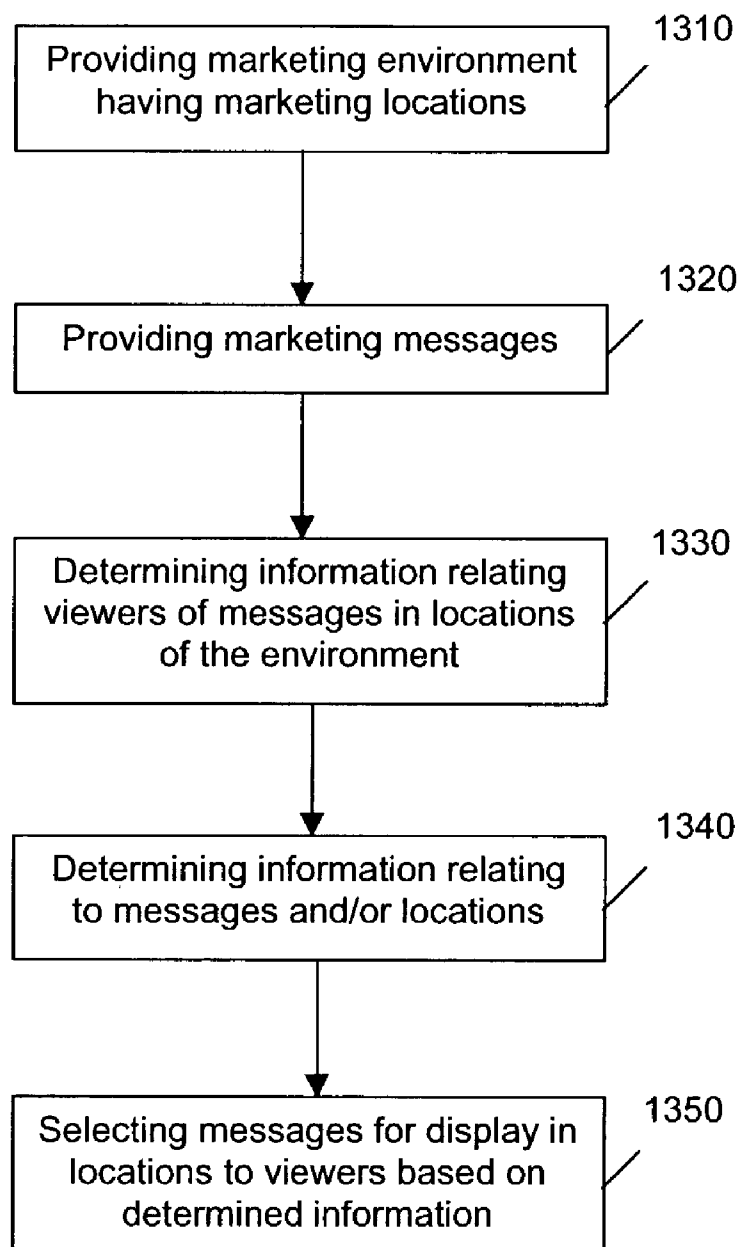 1310
Providing marketing environment
having marketing locations
1320
Providing marketing messages
1330
Determining information relating
viewers of messages in locations
of the environment
1340
Determining information relating
to messages and/or locations
1350
Selecting messages for display in
locations to viewers based on
determined information